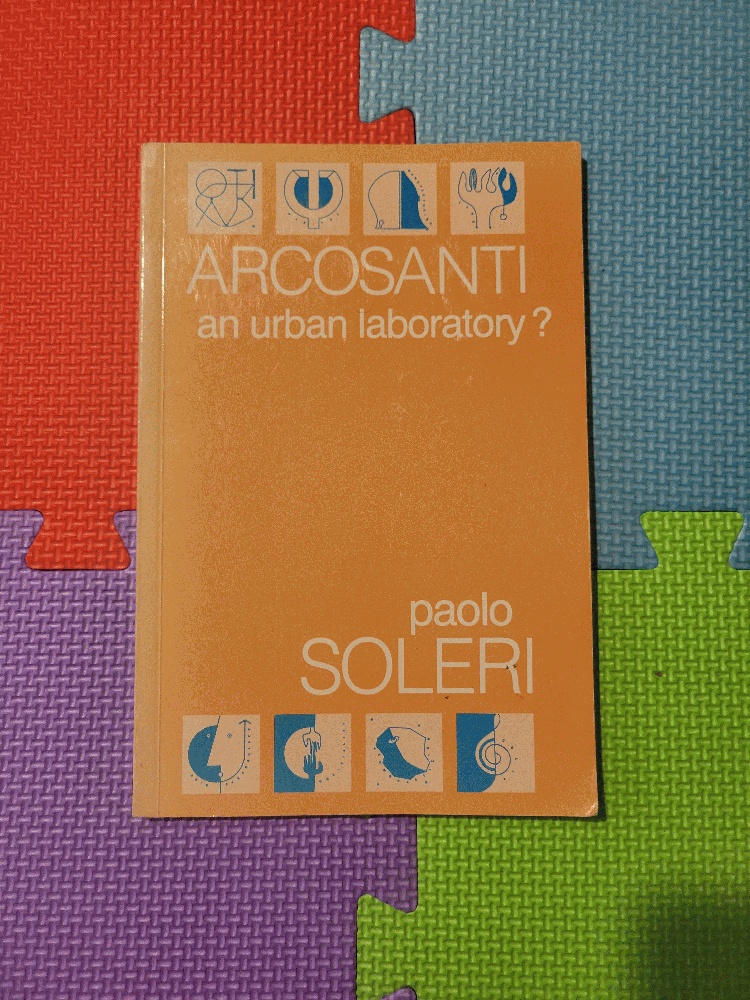 ARCOSANTI
an urban laboratory?
paolo
SOLERI